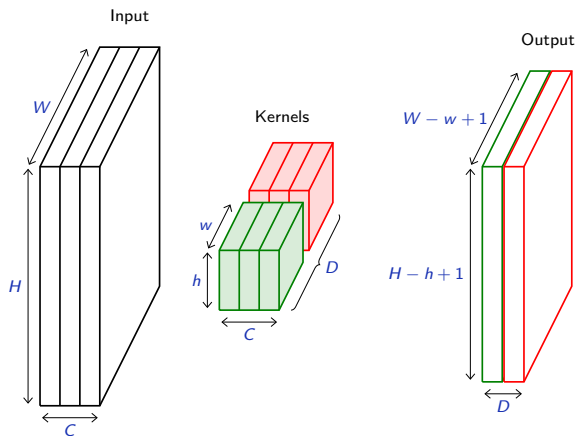 Input
W
H
C
Kernels
w
h
C
D
Output
W − w + 1
H − h + 1
D